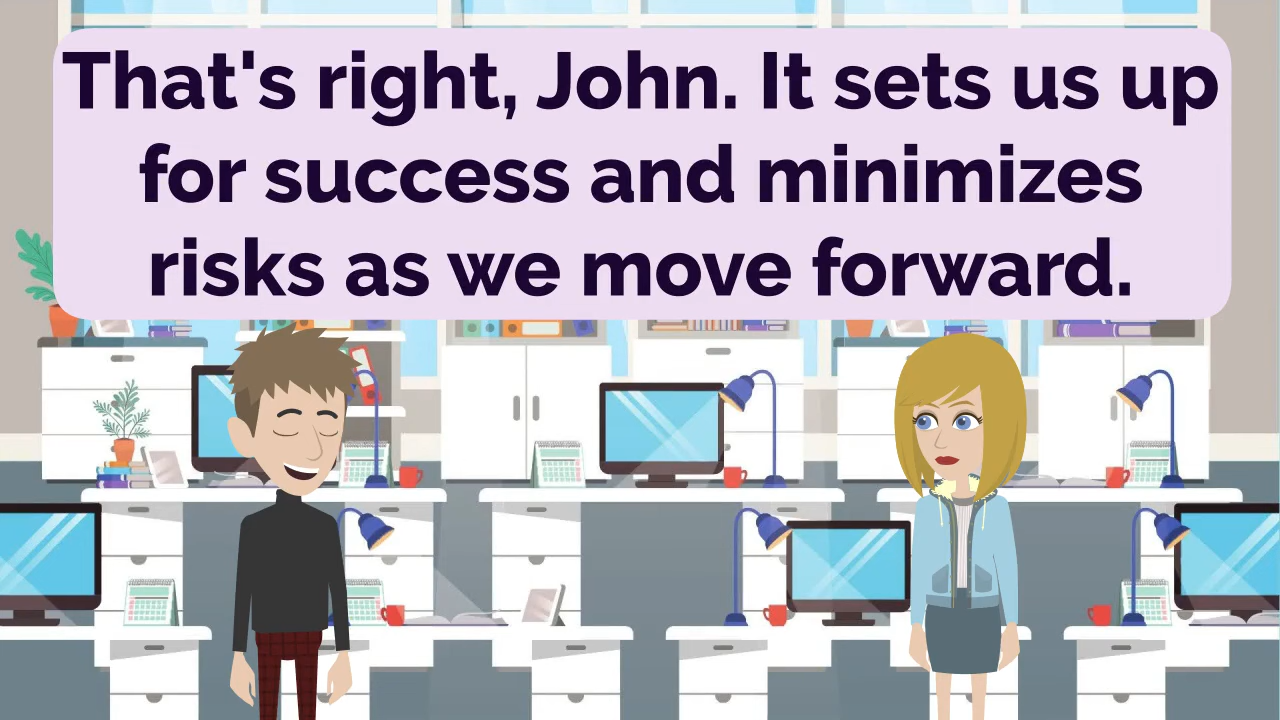 That's right, John. It sets us up
for success and minimizes
risks as we move forward.